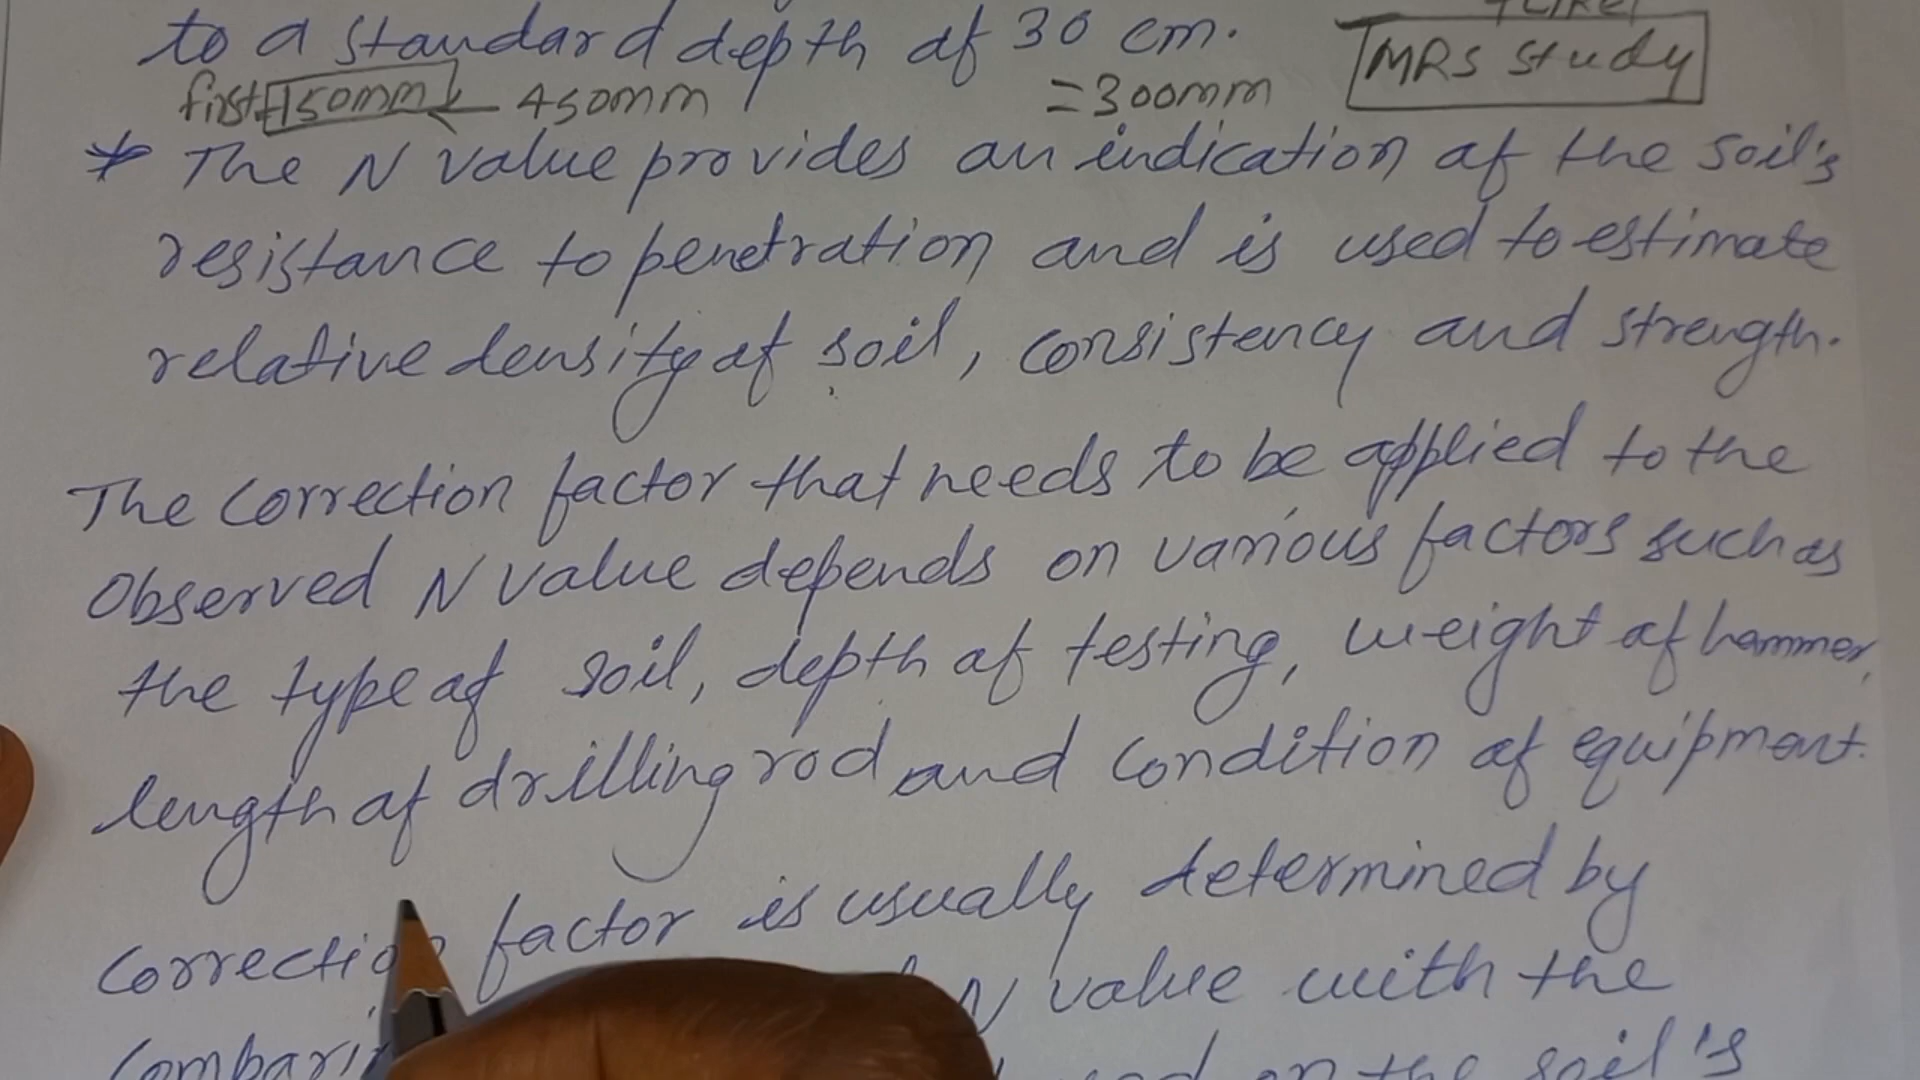 to a standard depth of 30 cm.
MRS study
first 150mm 450mm = 300mm
* The N value provides an indication of the soil's
resistance to penetration and is used to estimate
relative density of soil, consistency and strength.
The correction factor that needs to be applied to the
Observed N value depends on various factors such as
the type of soil, depth of testing, weight of hammer,
length of drilling rod and condition of equipment.
Correction factor is usually determined by
N value with the
on the soil's